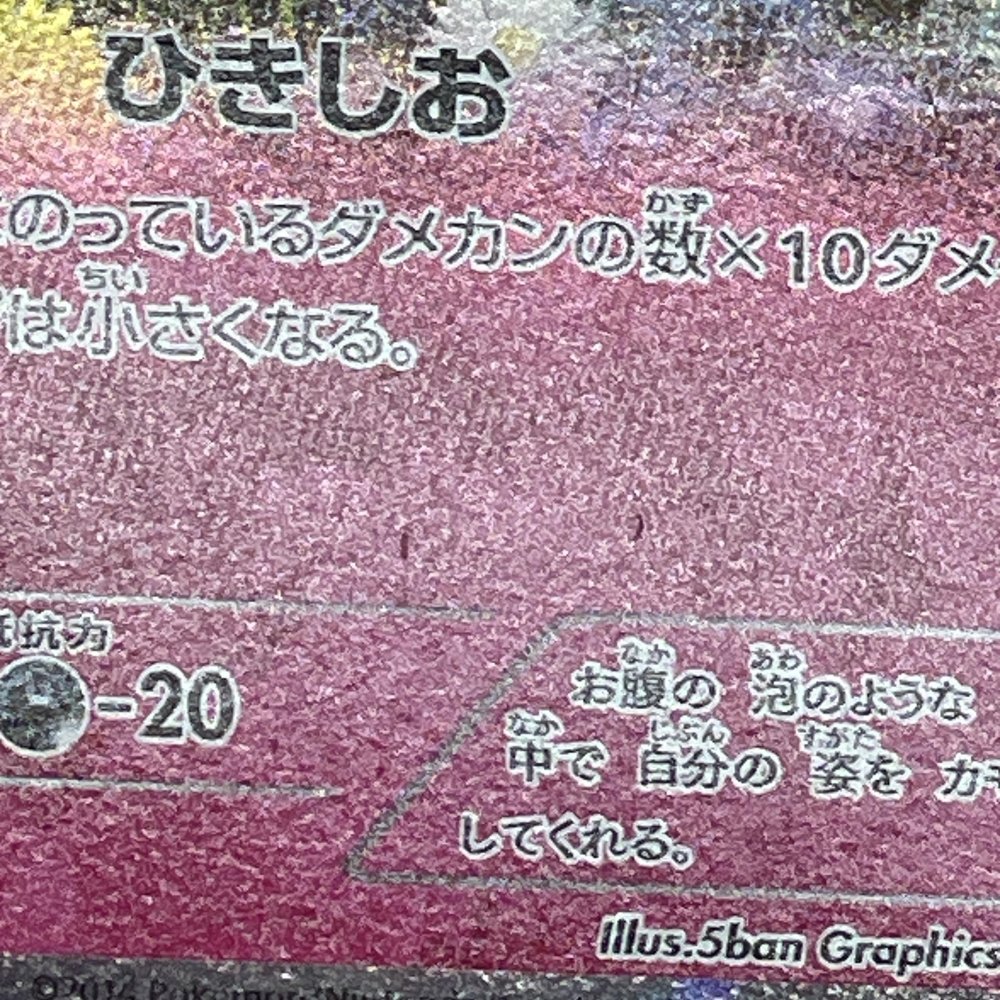 ひきしお
のっているダメカンの数×10ダメ
は小さくなる。
抵抗力
-20
お腹の 泡のような
中で 自分の 姿を カモ
してくれる。
Illus.5ban Graphics